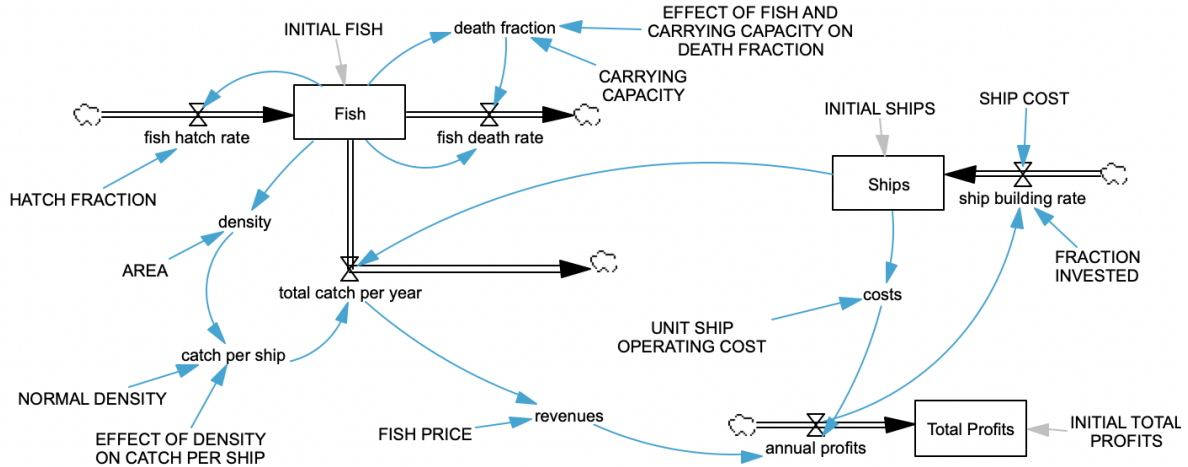 EFFECT OF FISH AND
CARRYING CAPACITY ON
DEATH FRACTION
death fraction
INITIAL FISH
CARRYING
CAPACITY
Fish
fish hatch rate
fish death rate
HATCH FRACTION
INITIAL SHIPS
SHIP COST
Ships
ship building rate
density
AREA
FRACTION
INVESTED
total catch per year
costs
UNIT SHIP
OPERATING COST
catch per ship
NORMAL DENSITY
EFFECT OF DENSITY
ON CATCH PER SHIP
FISH PRICE
revenues
annual profits
Total Profits
INITIAL TOTAL
PROFITS